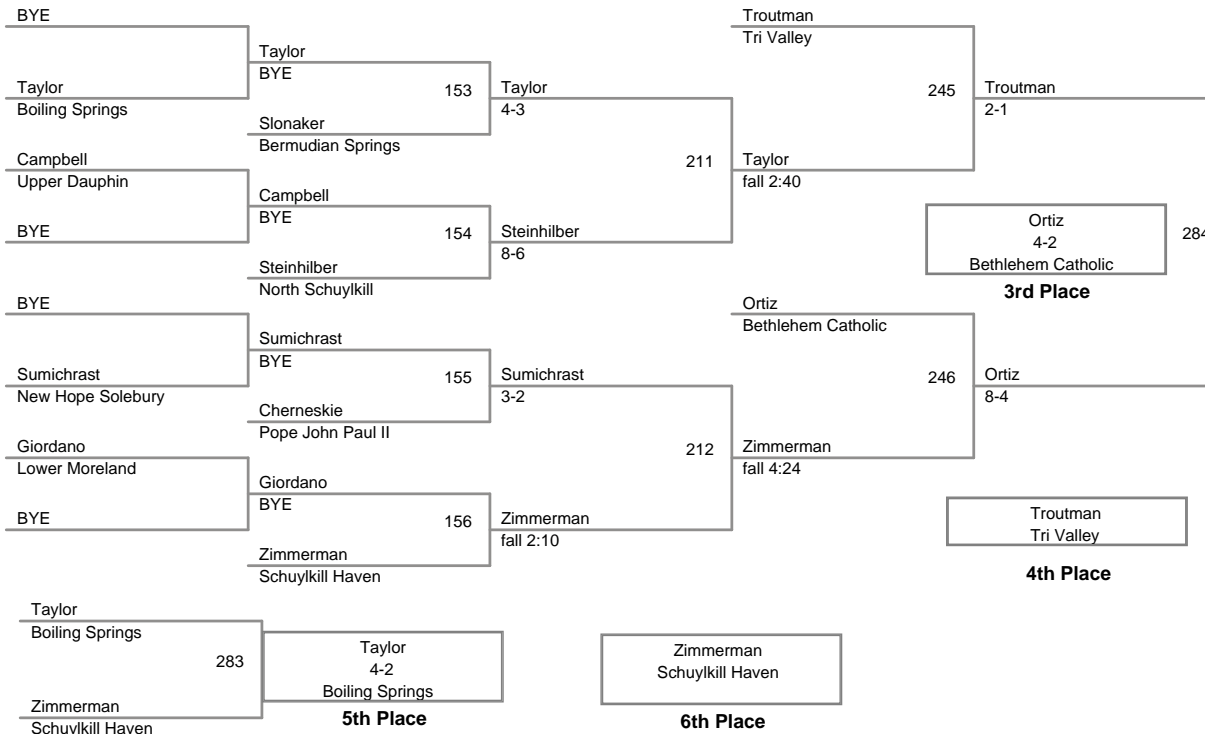 BYE
Taylor
Boiling Springs
Campbell
Upper Dauphin
BYE
BYE
Sumichrast
New Hope Solebury
Giordano
Lower Moreland
BYE
Taylor
BYE
153
Slonaker
Bermudian Springs
Campbell
BYE
154
Steinhilber
North Schuylkill
Sumichrast
BYE
155
Cherneskie
Pope John Paul II
Giordano
BYE
156
Zimmerman
Schuylkill Haven
Taylor
4-3
211
Steinhilber
8-6
Sumichrast
3-2
212
Zimmerman
fall 2:10
Troutman
Tri Valley
245
Taylor
fall 2:40
Ortiz
Bethlehem Catholic
246
Zimmerman
fall 4:24
Troutman
2-1
Ortiz
4-2
Bethlehem Catholic
284
3rd Place
Ortiz
8-4
Troutman
Tri Valley
4th Place
Taylor
Boiling Springs
283
Zimmerman
Schuylkill Haven
Taylor
4-2
Boiling Springs
5th Place
Zimmerman
Schuylkill Haven
6th Place